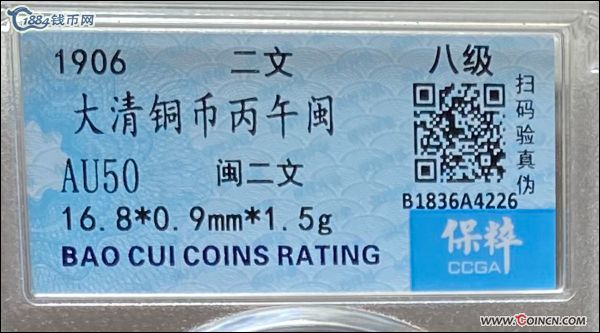 1884钱币网
1906 二文 八级
大清铜币丙午闽
AU50 闽二文
16.8*0.9mm*1.5g
BAO CUI COINS RATING
扫码验真伪
B1836A4226
保粹
CCGA
www.COINCN.com